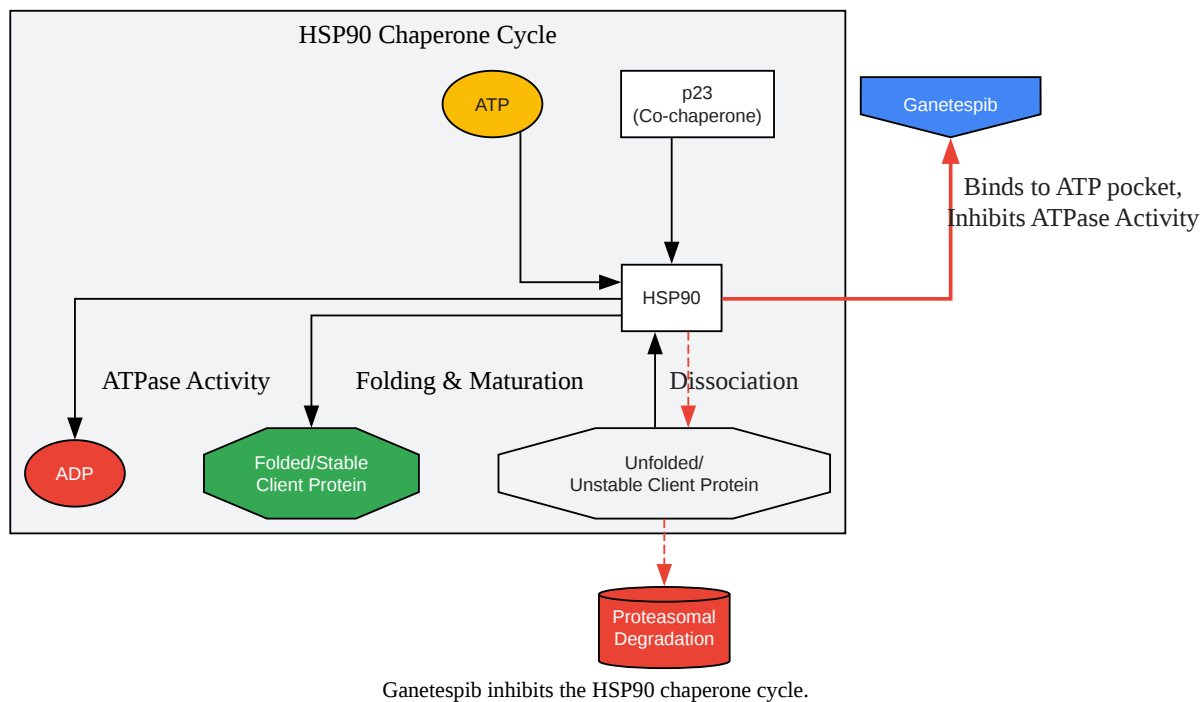 HSP90 Chaperone Cycle
ATP
p23
(Co-chaperone)
Ganetespib
Binds to ATP pocket,
Inhibits ATPase Activity
HSP90
ATPase Activity
Folding & Maturation
Dissociation
ADP
Folded/Stable
Client Protein
Unfolded/
Unstable Client Protein
Proteasomal
Degradation
Ganetespib inhibits the HSP90 chaperone cycle.